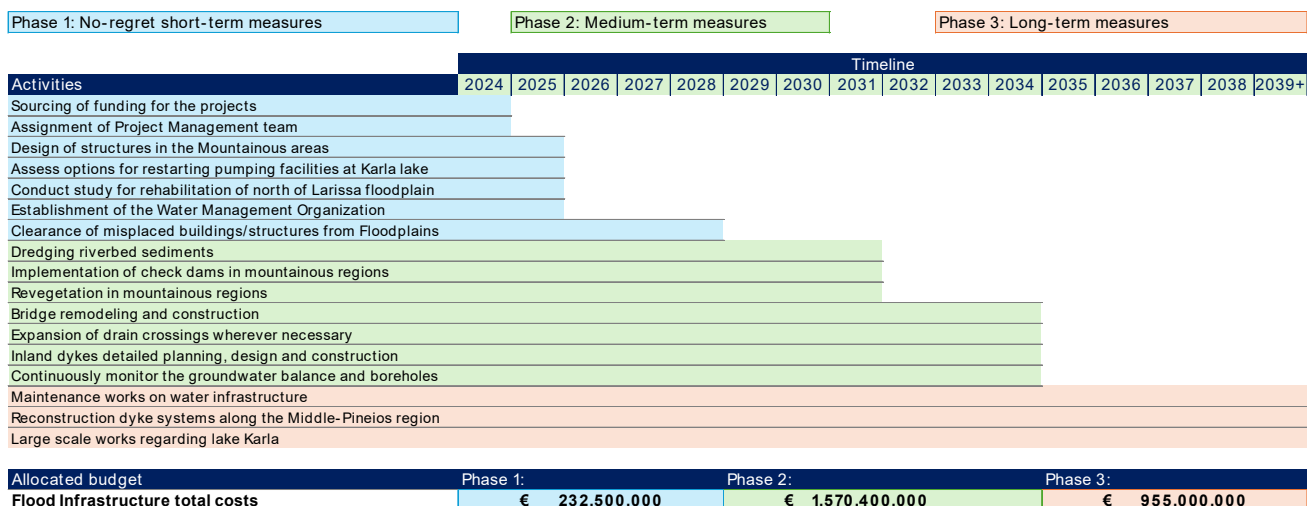 Phase 1: No-regret short-term measures Phase 2: Medium-term measures Phase 3: Long-term measures
Timeline
Activities 2024 2025 2026 2027 2028 2029 2030 2031 2032 2033 2034 2035 2036 2037 2038 2039+
Sourcing of funding for the projects
Assignment of Project Management team
Design of structures in the Mountainous areas
Assess options for restarting pumping facilities at Karla lake
Conduct study for rehabilitation of north of Larissa floodplain
Establishment of the Water Management Organization
Clearance of misplaced buildings/structures from Floodplains
Dredging riverbed sediments
Implementation of check dams in mountainous regions
Revegetation in mountainous regions
Bridge remodeling and construction
Expansion of drain crossings wherever necessary
Inland dykes detailed planning, design and construction
Continuously monitor the groundwater balance and boreholes
Maintenance works on water infrastructure
Reconstruction dyke systems along the Middle-Pineios region
Large scale works regarding lake Karla
Allocated budget Phase 1: Phase 2: Phase 3:
Flood Infrastructure total costs € 232.500.000 € 1.570.400.000 € 955.000.000